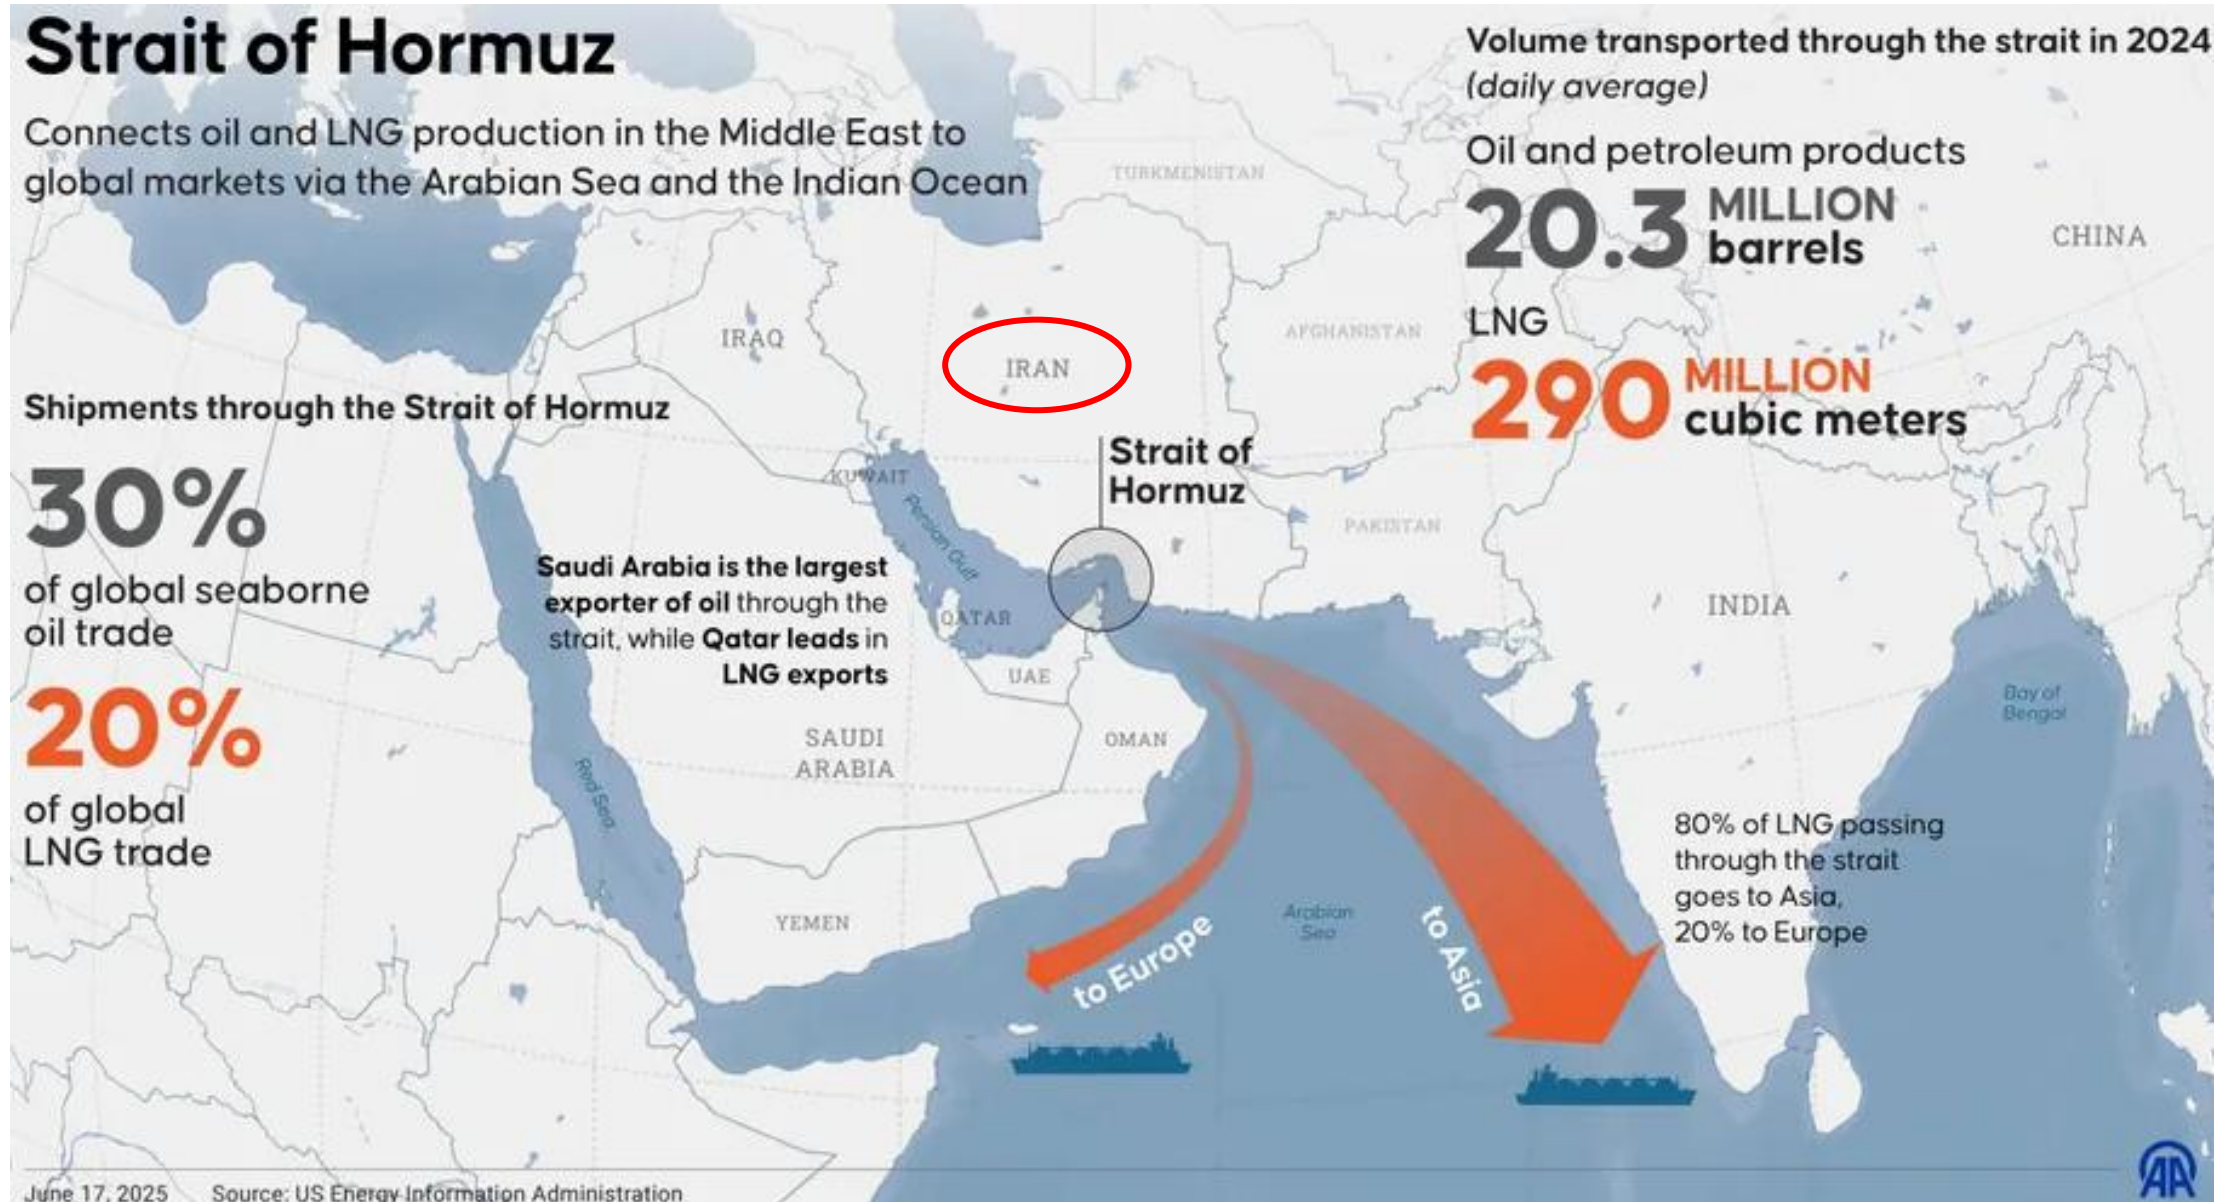 Strait of Hormuz
Connects oil and LNG production in the Middle East to
global markets via the Arabian Sea and the Indian Ocean
Volume transported through the strait in 2024
(daily average)
Oil and petroleum products
20.3 MILLION
barrels
LNG
290 MILLION
cubic meters
Shipments through the Strait of Hormuz
30%
of global seaborne
oil trade
20%
of global
LNG trade
Saudi Arabia is the largest
exporter of oil through the
strait, while Qatar leads in
LNG exports
Strait of
Hormuz
TURKMENISTAN
CHINA
IRAQ
IRAN
AFGHANISTAN
KUWAIT
Persian Gulf
PAKISTAN
QATAR
INDIA
UAE
SAUDI
ARABIA
OMAN
Red Sea
Bay of
Bengal
YEMEN
Arabian
Sea
80% of LNG passing
through the strait
goes to Asia,
20% to Europe
to Europe
to Asia
June 17, 2025
Source: US Energy Information Administration
AA